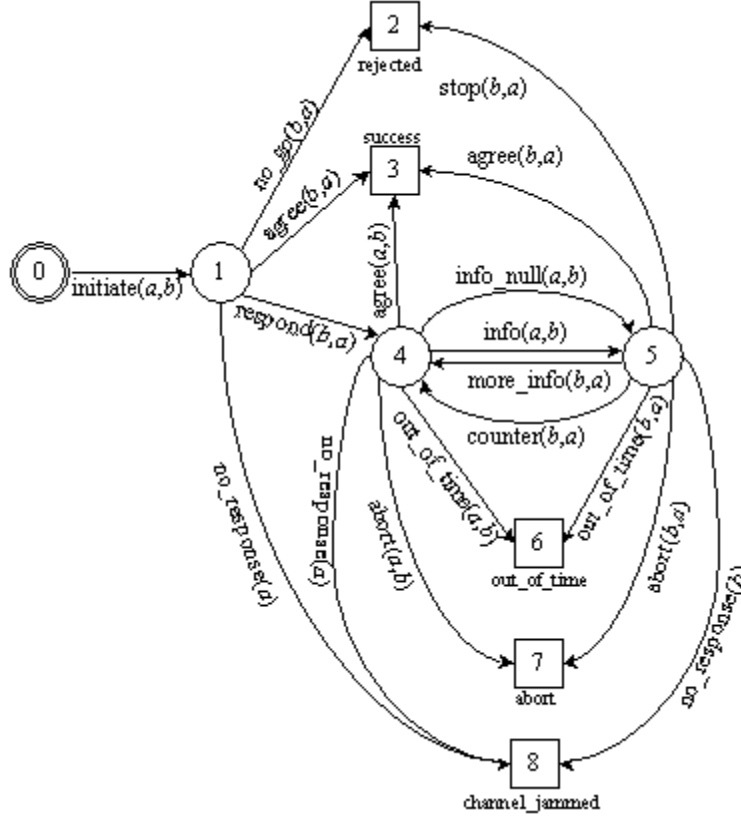 2
rejected
stop(b,a)
no_go(b,a)
success
3
agree(b,a)
agree(b,a)
0
initiate(a,b)
1
agree(a,b)
respond(b,a)
info_null(a,b)
info(a,b)
4
5
more_info(b,a)
counter(b,a)
out_of_time(a,b)
out_of_time(b,a)
no_response(a)
no_response(a)
abort(a,b)
abort(b,a)
no_response(b)
6
out_of_time
7
abort
8
channel_jammed